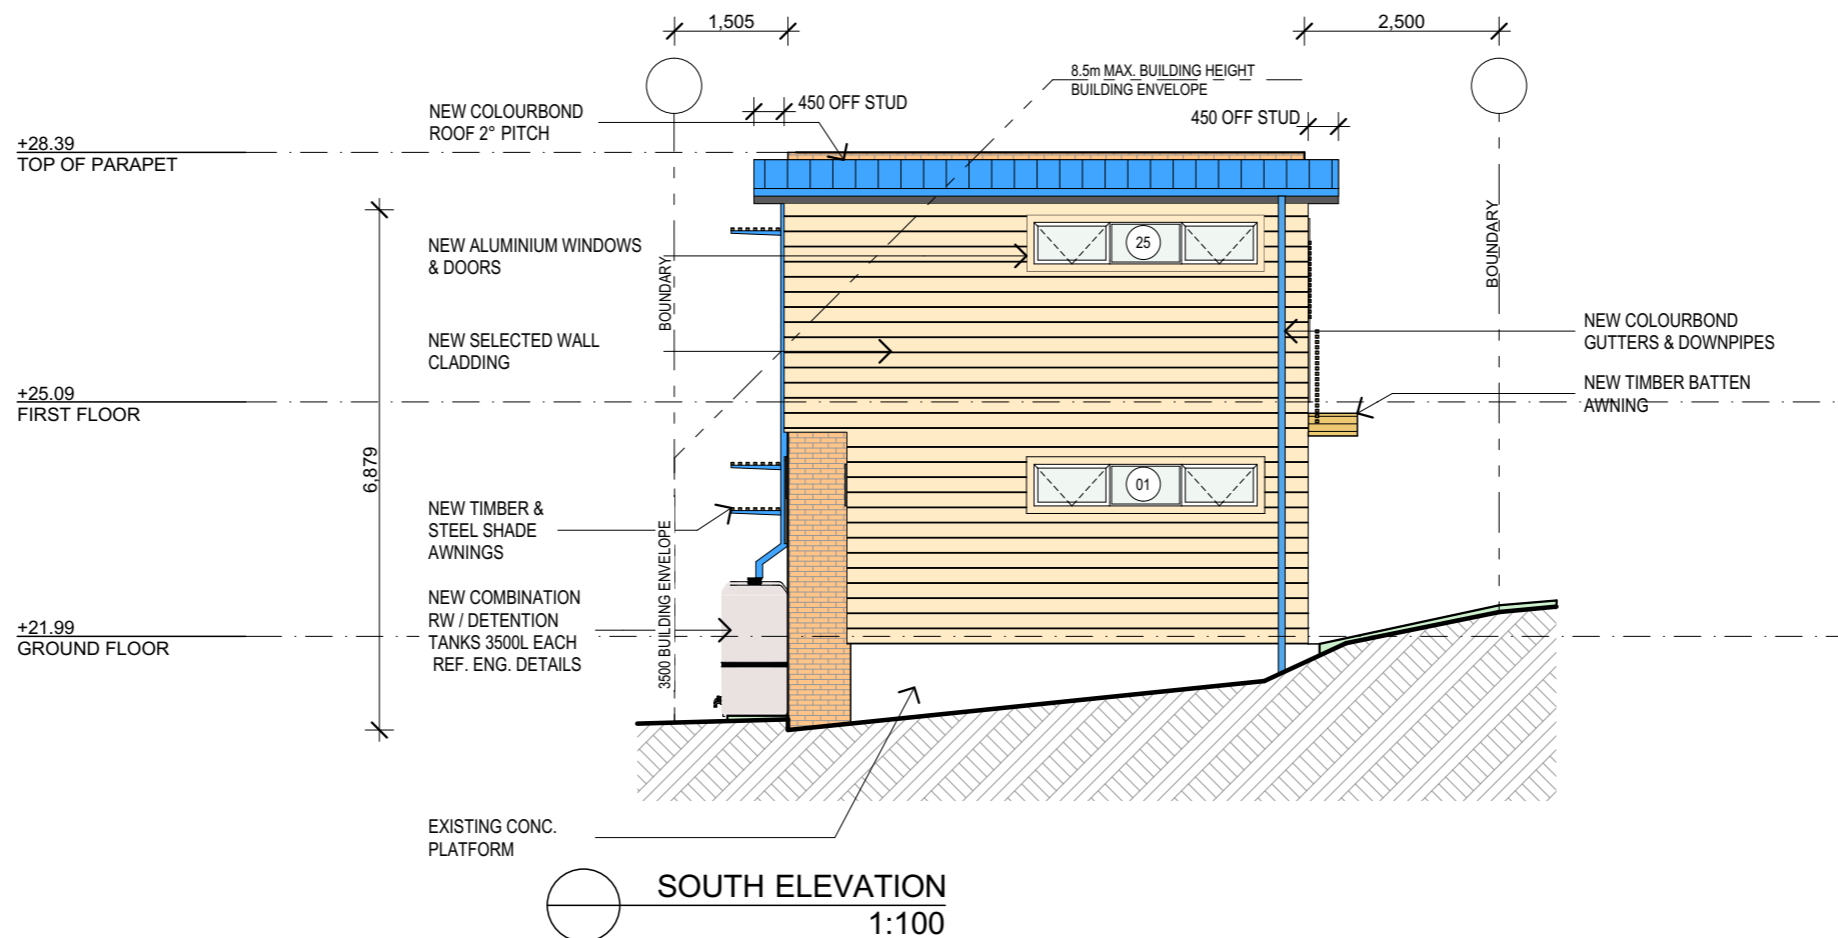 1,505
2,500
8.5m MAX. BUILDING HEIGHT
BUILDING ENVELOPE
450 OFF STUD
450 OFF STUD
NEW COLOURBOND
ROOF 2° PITCH
+28.39
TOP OF PARAPET
NEW ALUMINIUM WINDOWS
& DOORS
25
BOUNDARY
BOUNDARY
NEW SELECTED WALL
CLADDING
NEW COLOURBOND
GUTTERS & DOWNPIPES
NEW TIMBER BATTEN
AWNING
+25.09
FIRST FLOOR
6,879
01
NEW TIMBER &
STEEL SHADE
AWNINGS
3500 BUILDING ENVELOPE
NEW COMBINATION
RW / DETENTION
TANKS 3500L EACH
REF. ENG. DETAILS
+21.99
GROUND FLOOR
EXISTING CONC.
PLATFORM
SOUTH ELEVATION
1:100